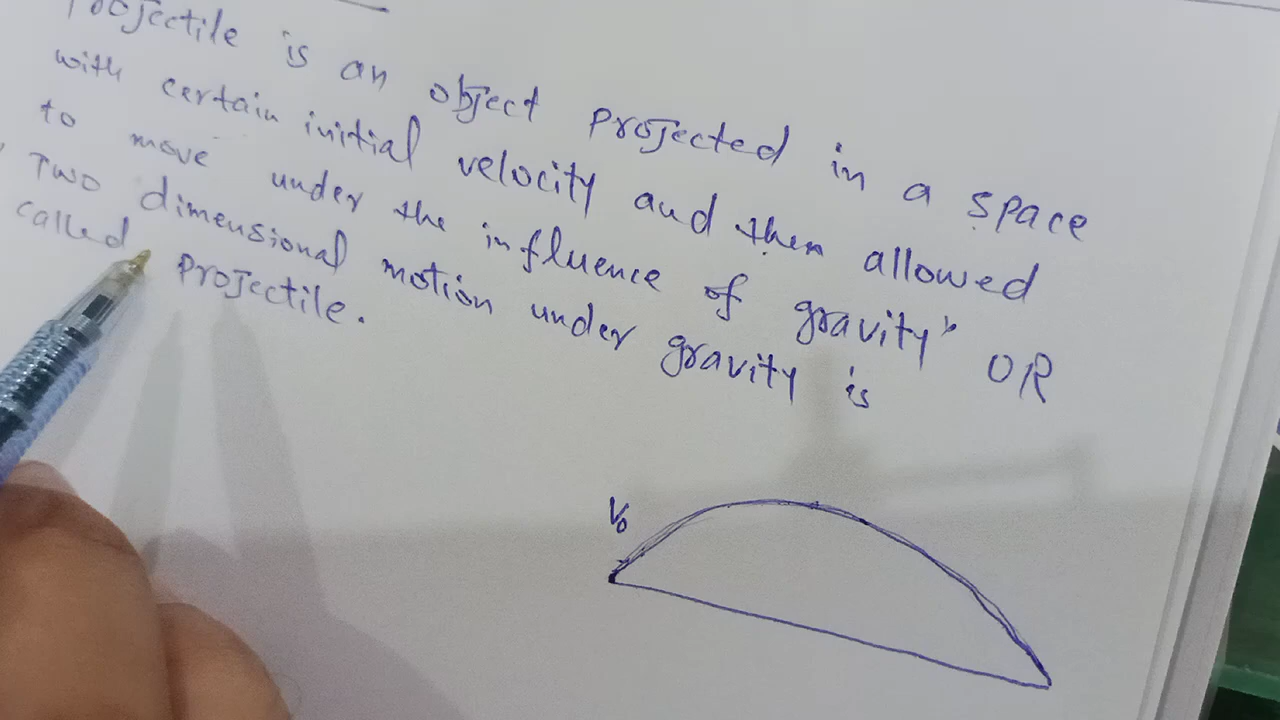 Projectile is an object projected in a space
with certain initial velocity and then allowed
to move under the influence of gravity" OR
"Two dimensional motion under gravity is
called projectile.
V₀